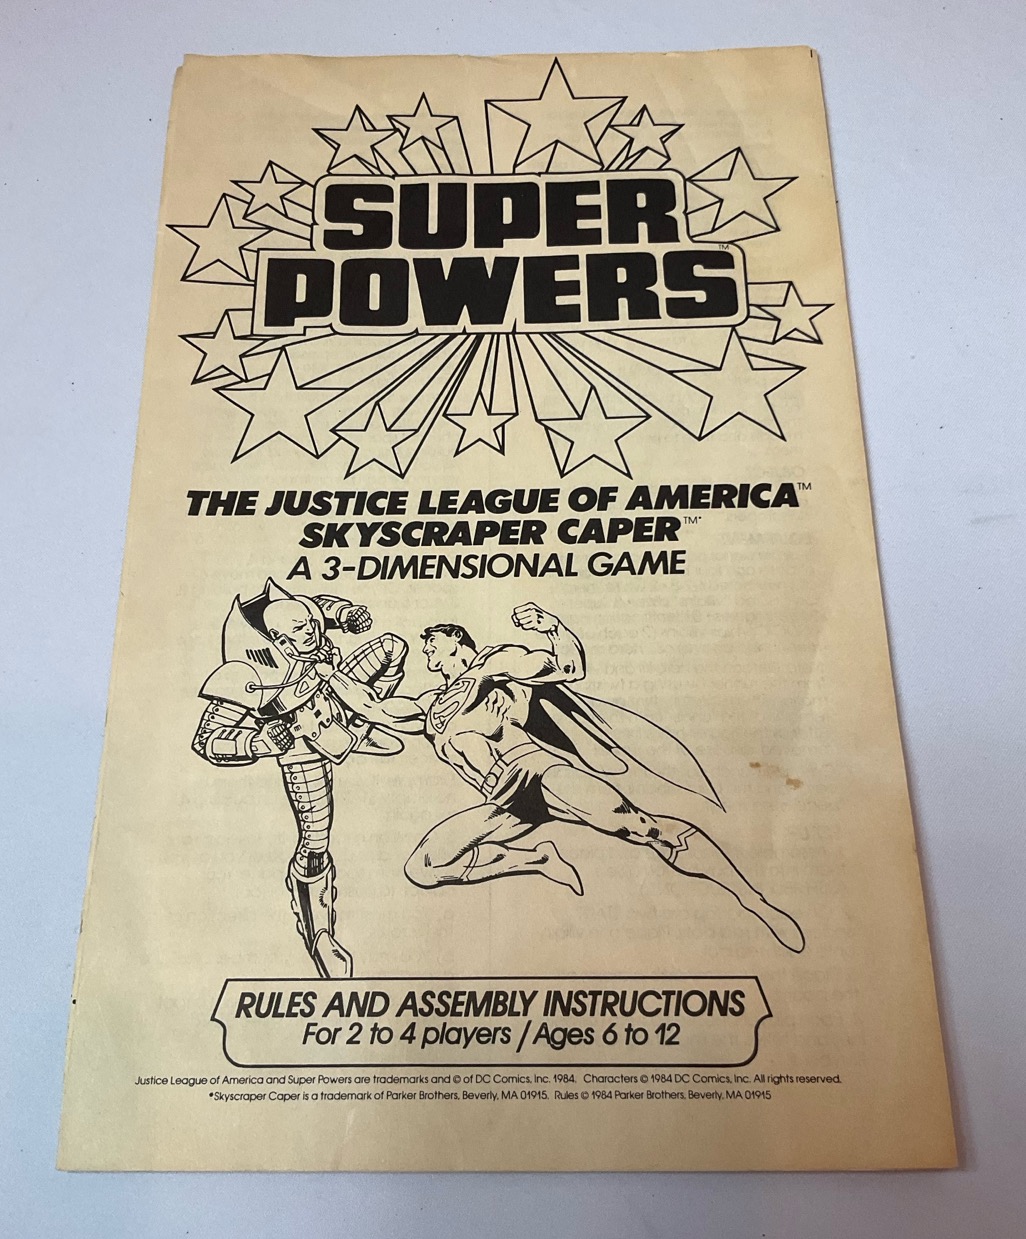 SUPER
POWERS™
THE JUSTICE LEAGUE OF AMERICA™
SKYSCRAPER CAPER™*
A 3-DIMENSIONAL GAME
RULES AND ASSEMBLY INSTRUCTIONS
For 2 to 4 players / Ages 6 to 12
Justice League of America and Super Powers are trademarks and © of DC Comics, Inc. 1984. Characters © 1984 DC Comics, Inc. All rights reserved.
*Skyscraper Caper is a trademark of Parker Brothers, Beverly, MA 01915. Rules © 1984 Parker Brothers, Beverly, MA 01915